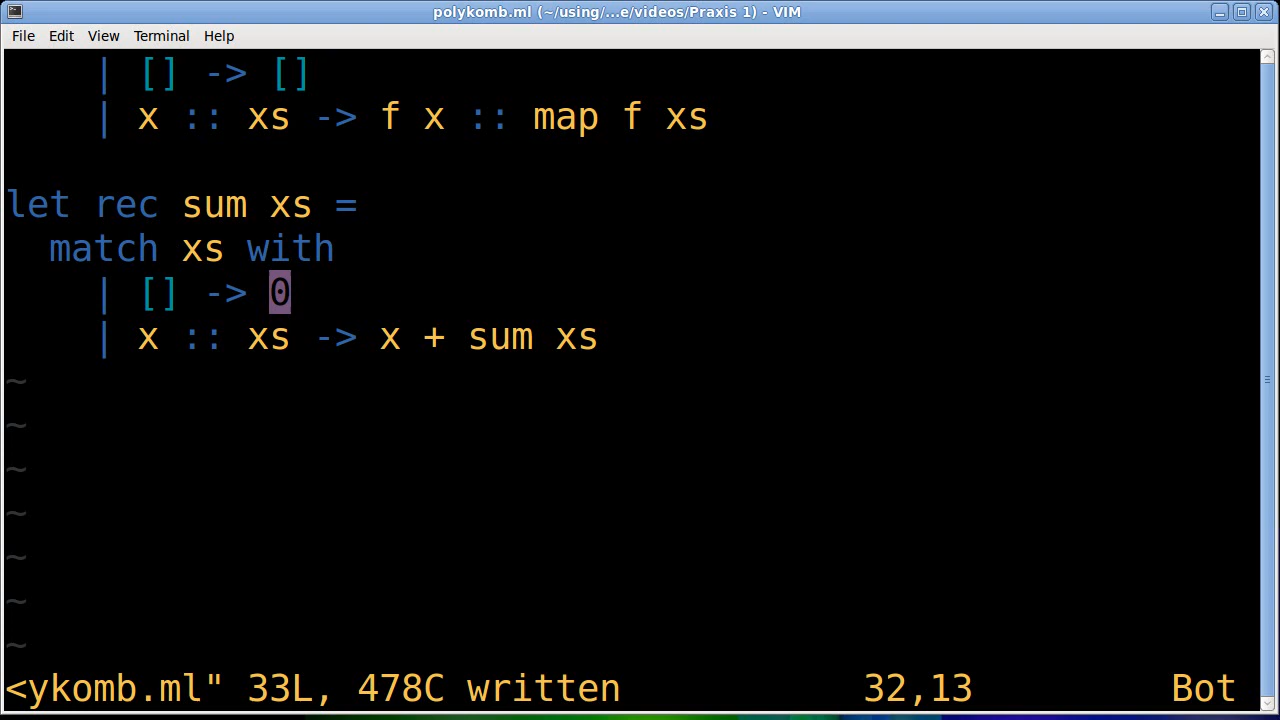 polykomb.ml (~/using/...e/videos/Praxis 1) - VIM
File Edit View Terminal Help
    | [] -> []
    | x :: xs -> f x :: map f xs

let rec sum xs =
  match xs with
    | [] -> 0
    | x :: xs -> x + sum xs
~
~
~
~
~
~
~
<ykomb.ml" 33L, 478C written 32,13 Bot